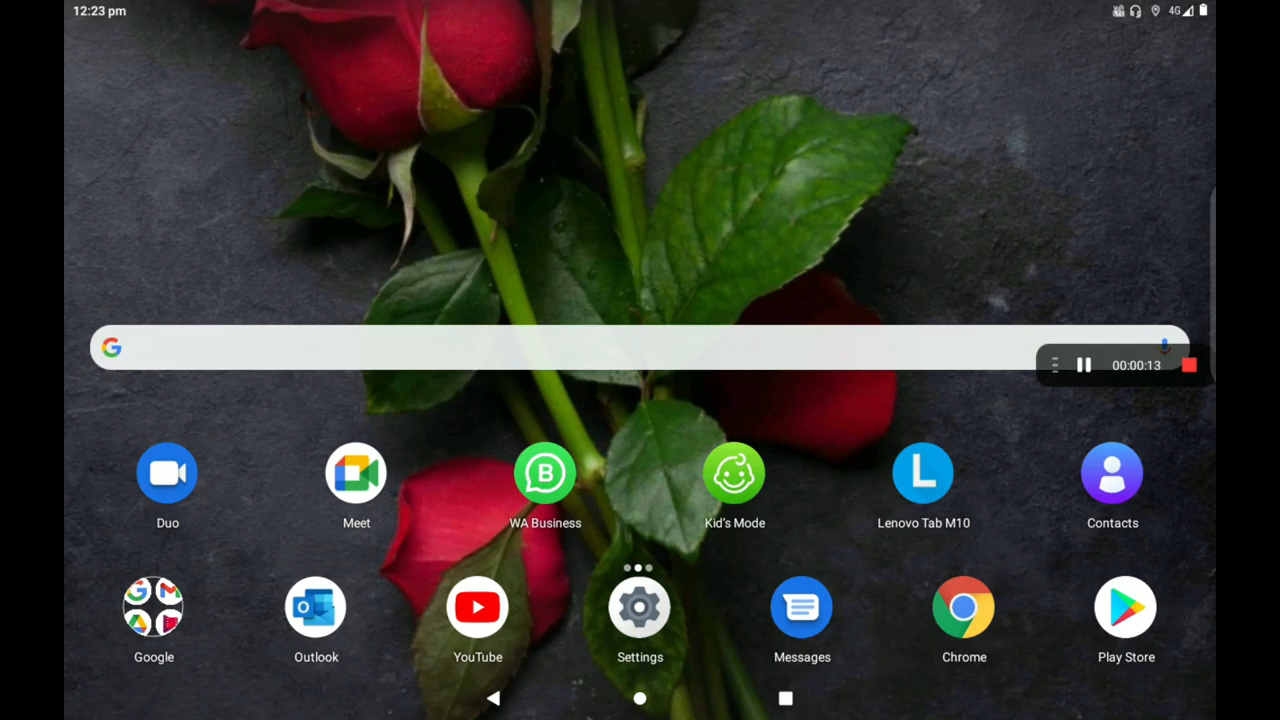 12:23 pm
4G
00:00:13
Duo
Meet
WA Business
Kid's Mode
Lenovo Tab M10
Contacts
Google
Outlook
YouTube
Settings
Messages
Chrome
Play Store